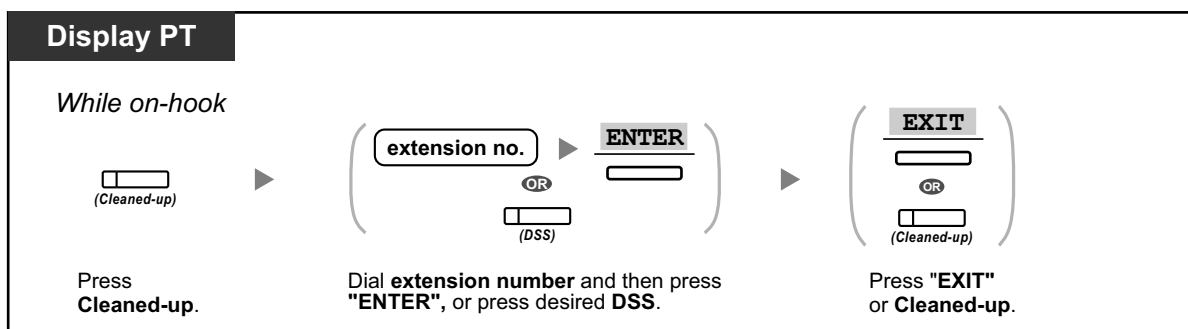 Display PT
While on-hook
(Cleaned-up)
extension no.
ENTER
OR
(DSS)
EXIT
OR
(Cleaned-up)
Press
Cleaned-up.
Dial extension number and then press
"ENTER", or press desired DSS.
Press "EXIT"
or Cleaned-up.